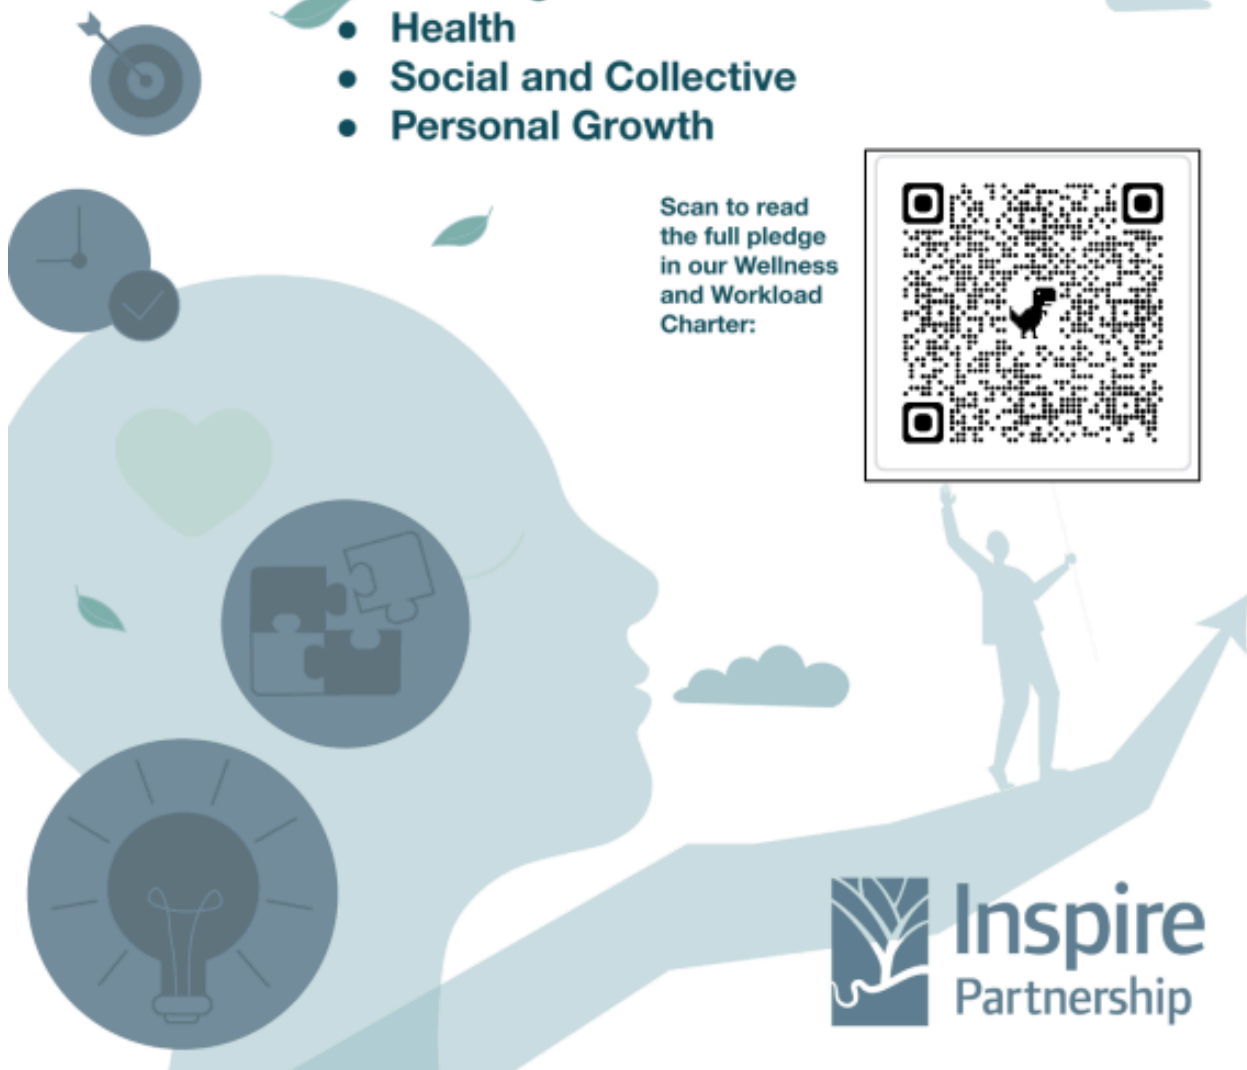 ● Health
● Social and Collective
● Personal Growth
Scan to read
the full pledge
in our Wellness
and Workload
Charter:
Inspire
Partnership